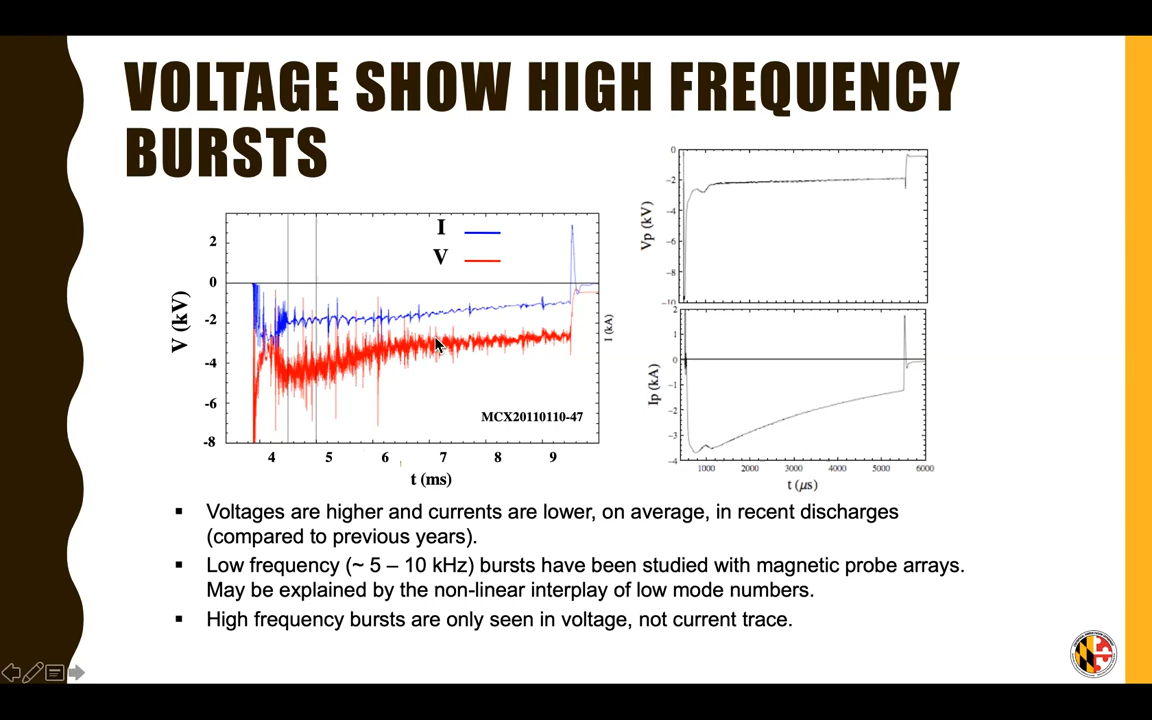 VOLTAGE SHOW HIGH FREQUENCY
BURSTS
I
V
2
0
-2
-4
-6
-8
V (kV)
I (kA)
MCX20110110-47
4 5 6 7 8 9
t (ms)
0
-2
-4
-6
-8
-10
Vp (kV)
2
1
0
-1
-2
-3
-4
Ip (kA)
1000 2000 3000 4000 5000 6000
t (μs)
▪ Voltages are higher and currents are lower, on average, in recent discharges
(compared to previous years).
▪ Low frequency (~ 5 – 10 kHz) bursts have been studied with magnetic probe arrays.
May be explained by the non-linear interplay of low mode numbers.
▪ High frequency bursts are only seen in voltage, not current trace.